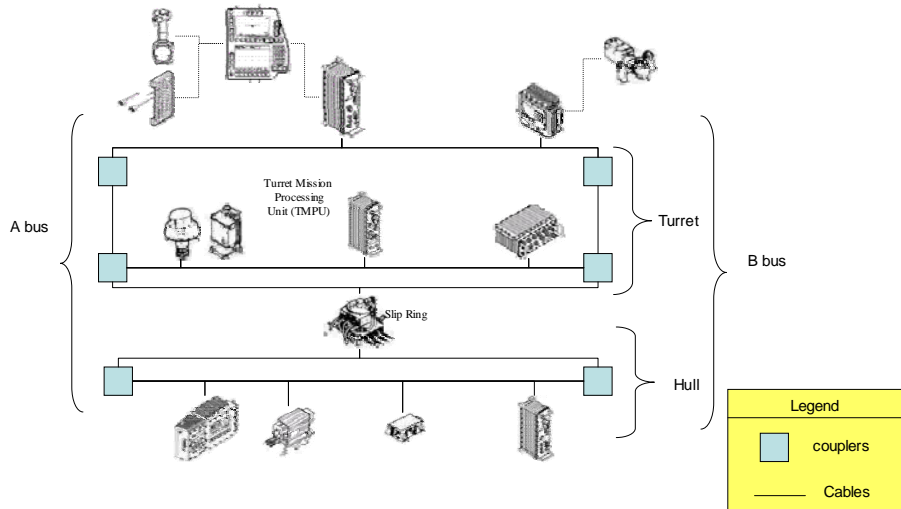 Turret Mission
Processing
Unit (TMPU)
A bus
Turret
B bus
Slip Ring
Hull
Legend
couplers
Cables